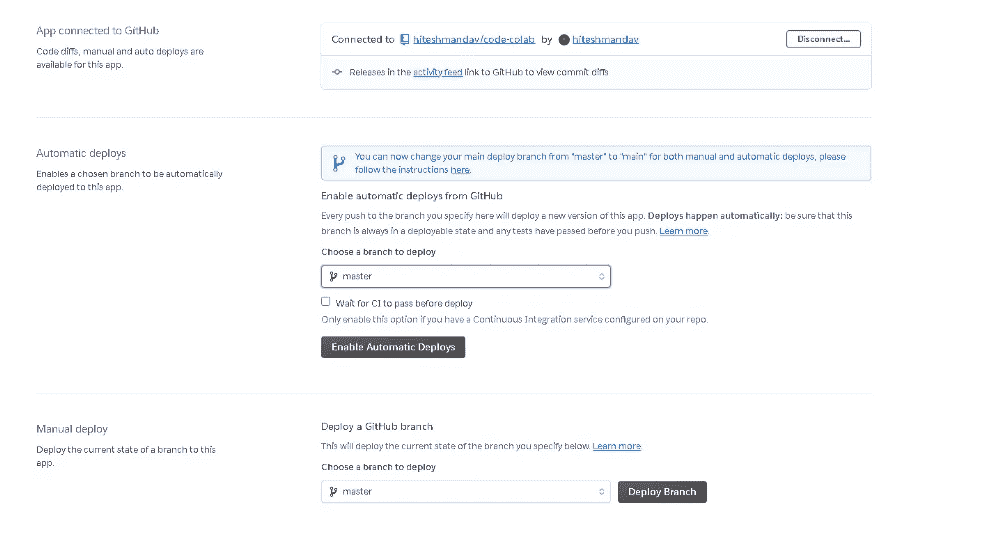 App connected to GitHub
Code diffs, manual and auto deploys are
available for this app.
Connected to hiteshmandav/code-colab by hiteshmandav
Disconnect...
Releases in the activity feed link to GitHub to view commit diffs
Automatic deploys
Enables a chosen branch to be automatically
deployed to this app.
You can now change your main deploy branch from "master" to "main" for both manual and automatic deploys, please
follow the instructions here.
Enable automatic deploys from GitHub
Every push to the branch you specify here will deploy a new version of this app. Deploys happen automatically: be sure that this
branch is always in a deployable state and any tests have passed before you push. Learn more.
Choose a branch to deploy
master
Wait for CI to pass before deploy
Only enable this option if you have a Continuous Integration service configured on your repo.
Enable Automatic Deploys
Manual deploy
Deploy the current state of a branch to this
app.
Deploy a GitHub branch
This will deploy the current state of the branch you specify below. Learn more.
Choose a branch to deploy
master
Deploy Branch